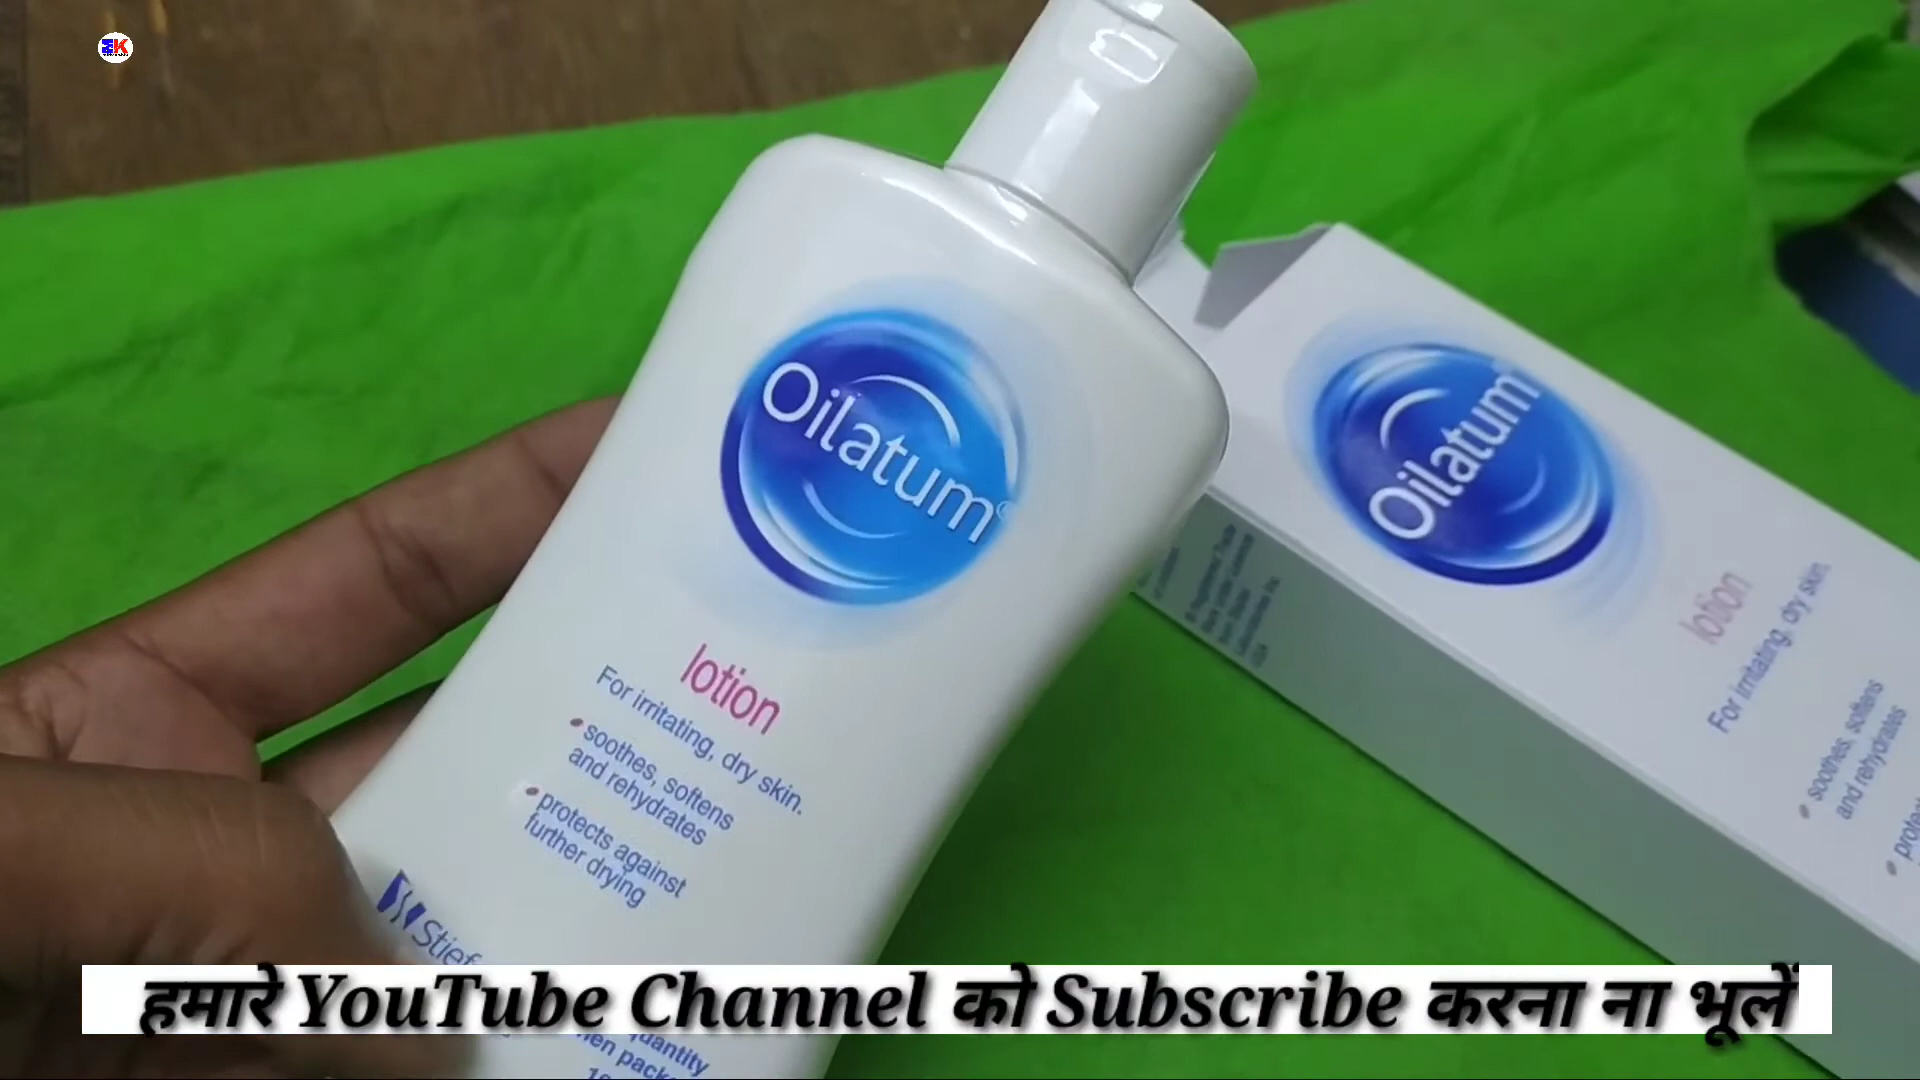 Oilatum®
lotion
For irritating, dry skin.
soothes, softens
and rehydrates
protects against
further drying
Oilatum
lotion
For irritating, dry skin.
soothes, softens
and rehydrates
हमारे YouTube Channel को Subscribe करना ना भूलें